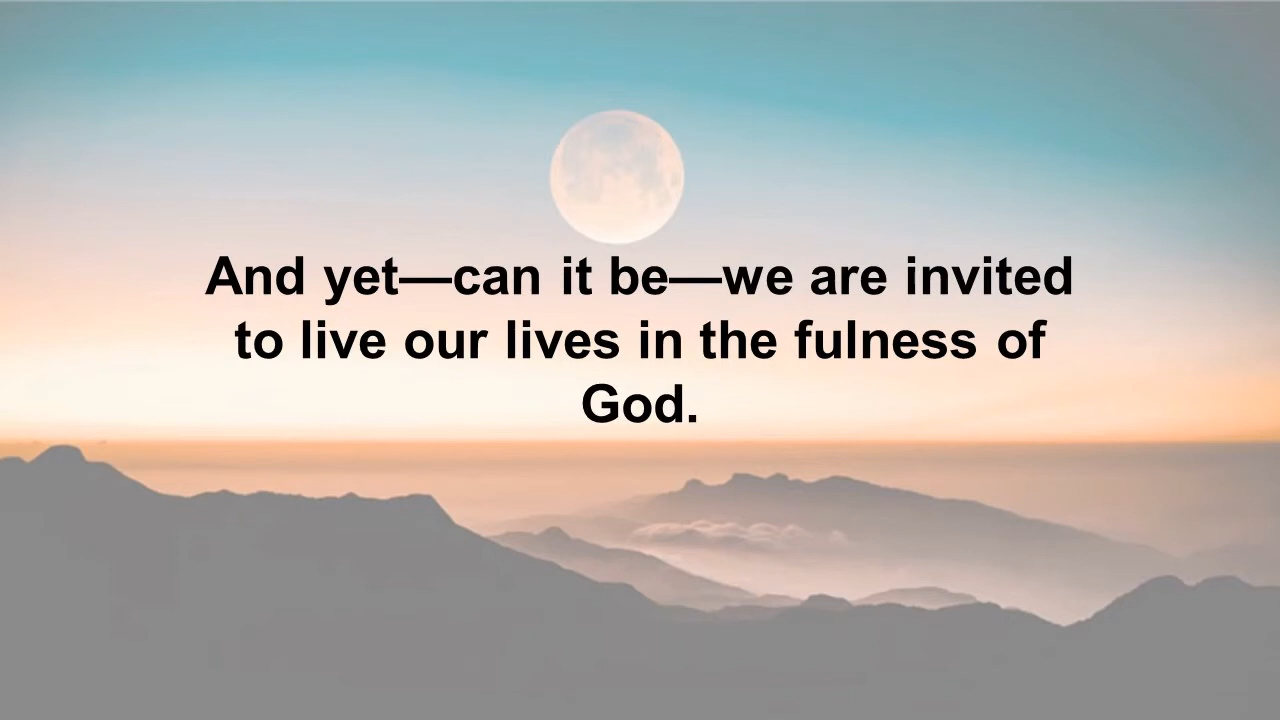 And yet—can it be—we are invited
to live our lives in the fulness of
God.